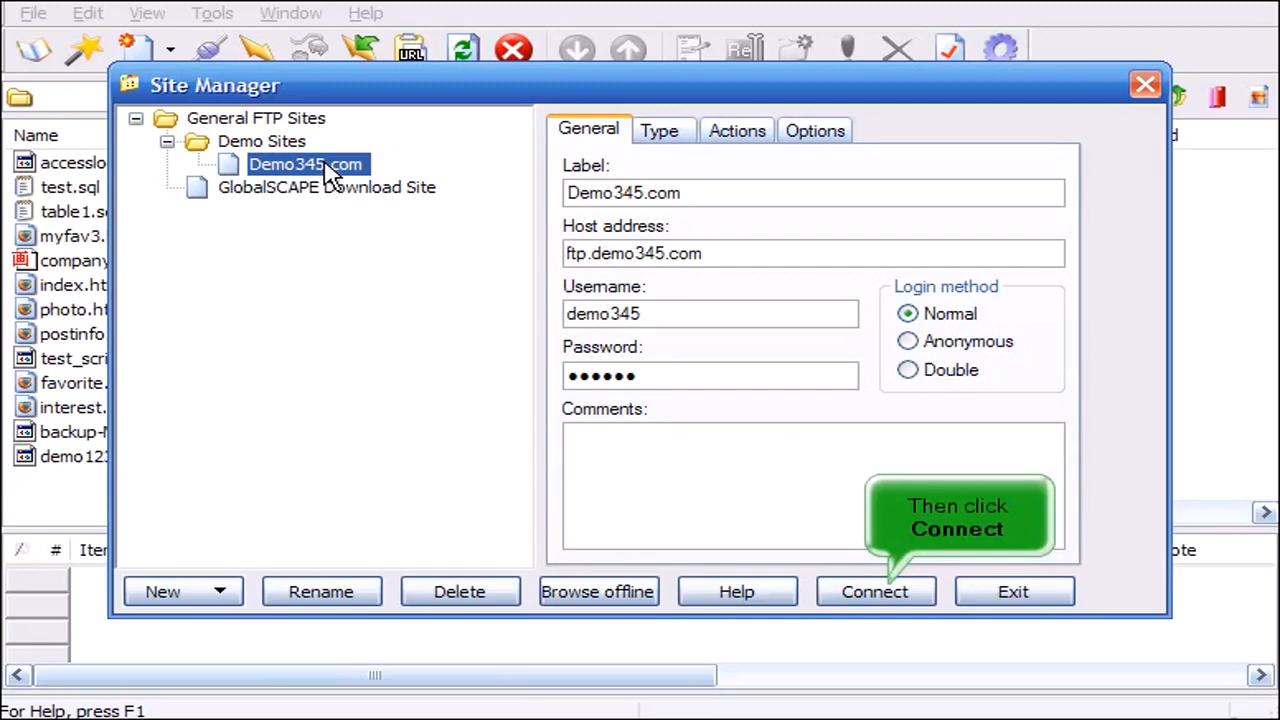 File Edit View Tools Window Help
URL
Site Manager
Name
accesslo
test.sql
table1.s
myfav3.
company
index.ht
photo.ht
postinfo
test_scri
favorite.
interest.
backup-
demo123
General FTP Sites
Demo Sites
Demo345.com
GlobalSCAPE Download Site
General Type Actions Options
Label:
Demo345.com
Host address:
ftp.demo345.com
Username:
demo345
Password:
••••••
Login method
Normal
Anonymous
Double
Comments:
Then click
Connect
New Rename Delete Browse offline Help Connect Exit
# Iter
ote
For Help, press F1